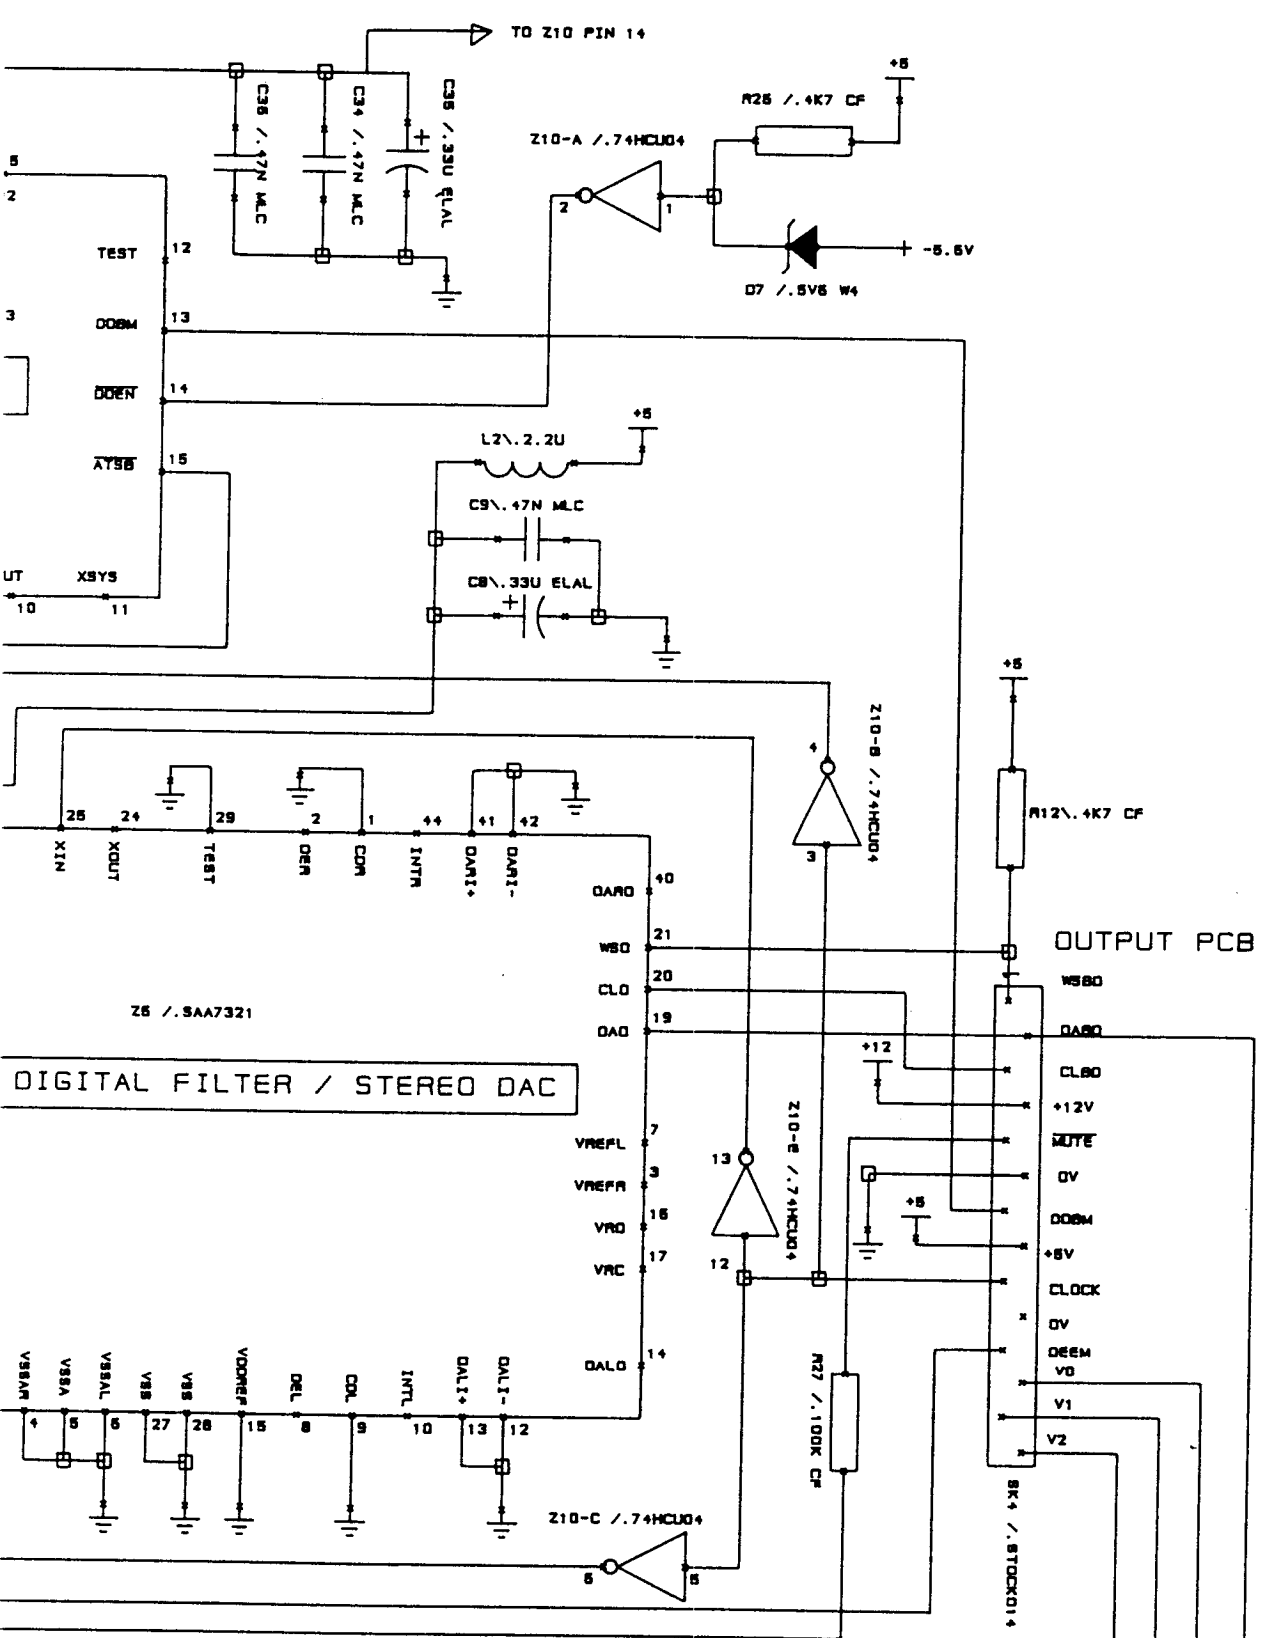 TO Z10 PIN 14
+5
R25 /.4K7 CF
C36 /.47N MLC
C34 /.47N MLC
C35 /.33U ELAL
+
Z10-A /.74HCU04
2
1
-5.6V
D7 /.5V6 W4
5
2
TEST
12
3
DOBM
13
DOEN
14
ATSB
15
+5
L2\.2.2U
C9\.47N MLC
C8\.33U ELAL
+
UT
XSYS
10
11
+5
Z10-B /.74HCU04
4
3
R12\.4K7 CF
24
29
2
1
44
41
42
XIN
XOUT
TEST
DER
CDR
INTR
DARI+
DARI-
DARO
40
WSO
21
CLO
20
DAO
19
OUTPUT PCB
WSBO
DABO
CLBO
+12
+12V
MUTE
0V
DOBM
+5
+5V
CLOCK
0V
DEEM
V0
V1
V2
/.SAA7321
DIGITAL FILTER / STEREO DAC
VREFL
7
VREFR
3
VRO
16
VRC
17
DALO
14
13
Z10-E /.74HCU04
12
VSSAR
VSSA
VSSAL
VSS
VSS
VDDREF
DEL
CDL
INTL
DALI+
DALI-
4
5
6
27
28
15
8
9
10
13
12
R27 /.100K CF
Z10-C /.74HCU04
6
5
SK4 /.STOCKO14